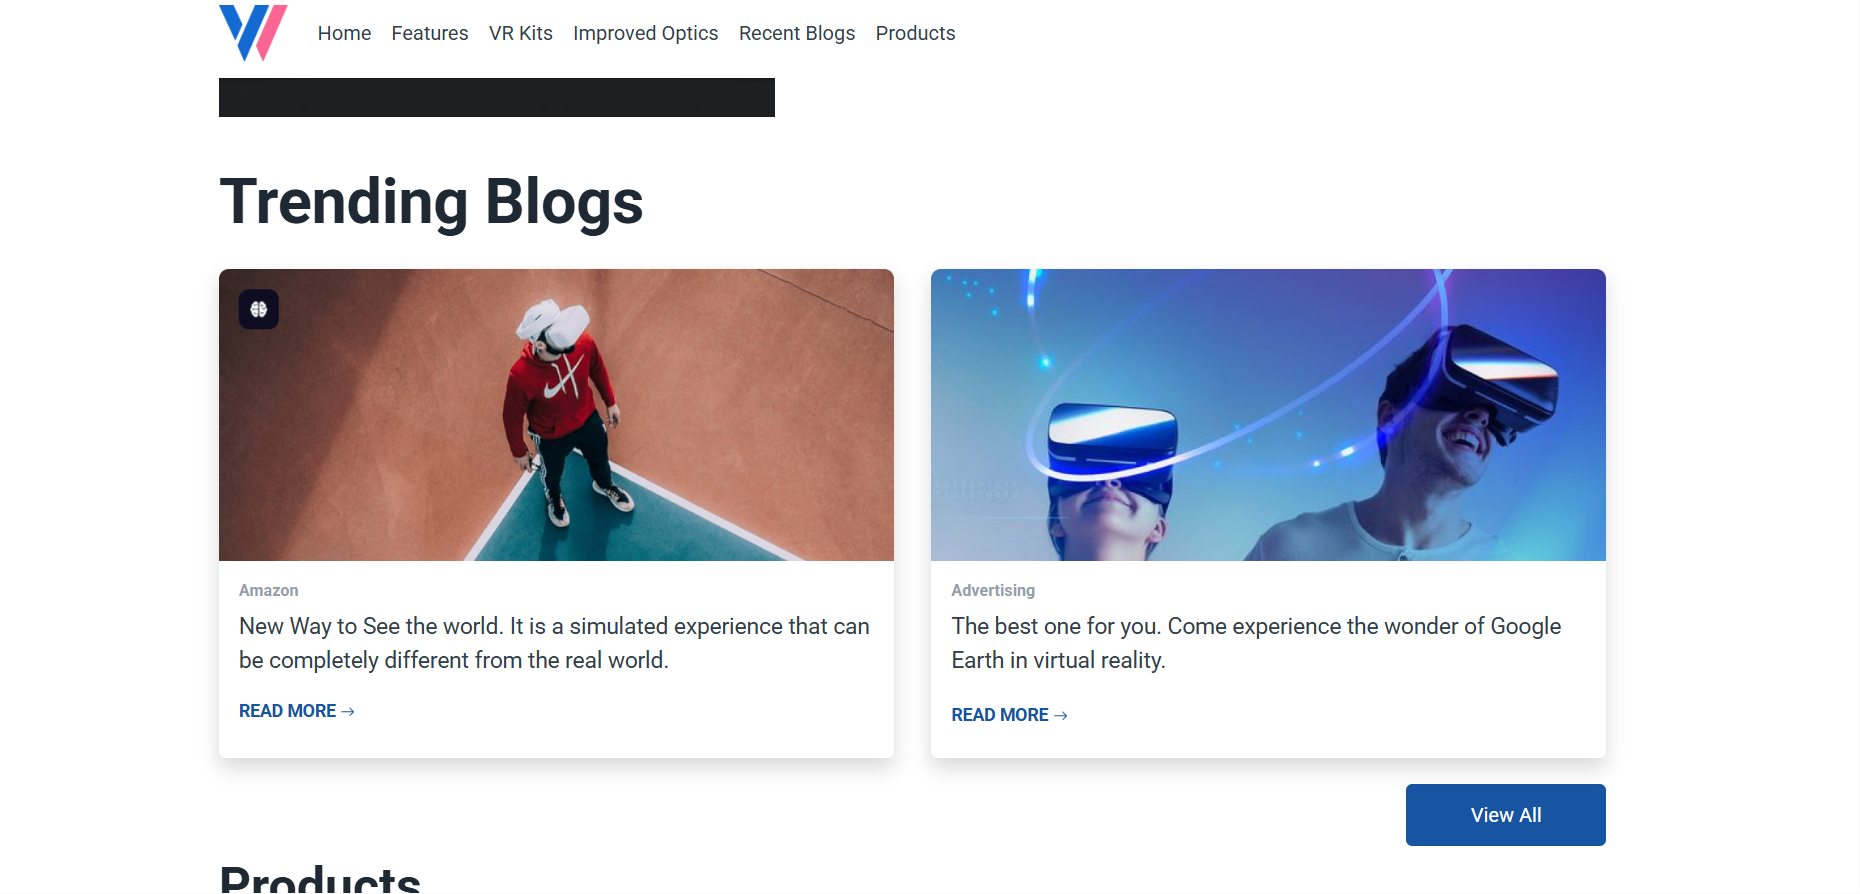 Home Features VR Kits Improved Optics Recent Blogs Products
Trending Blogs
Amazon
New Way to See the world. It is a simulated experience that can
be completely different from the real world.
READ MORE →
Advertising
The best one for you. Come experience the wonder of Google
Earth in virtual reality.
READ MORE →
View All
Products